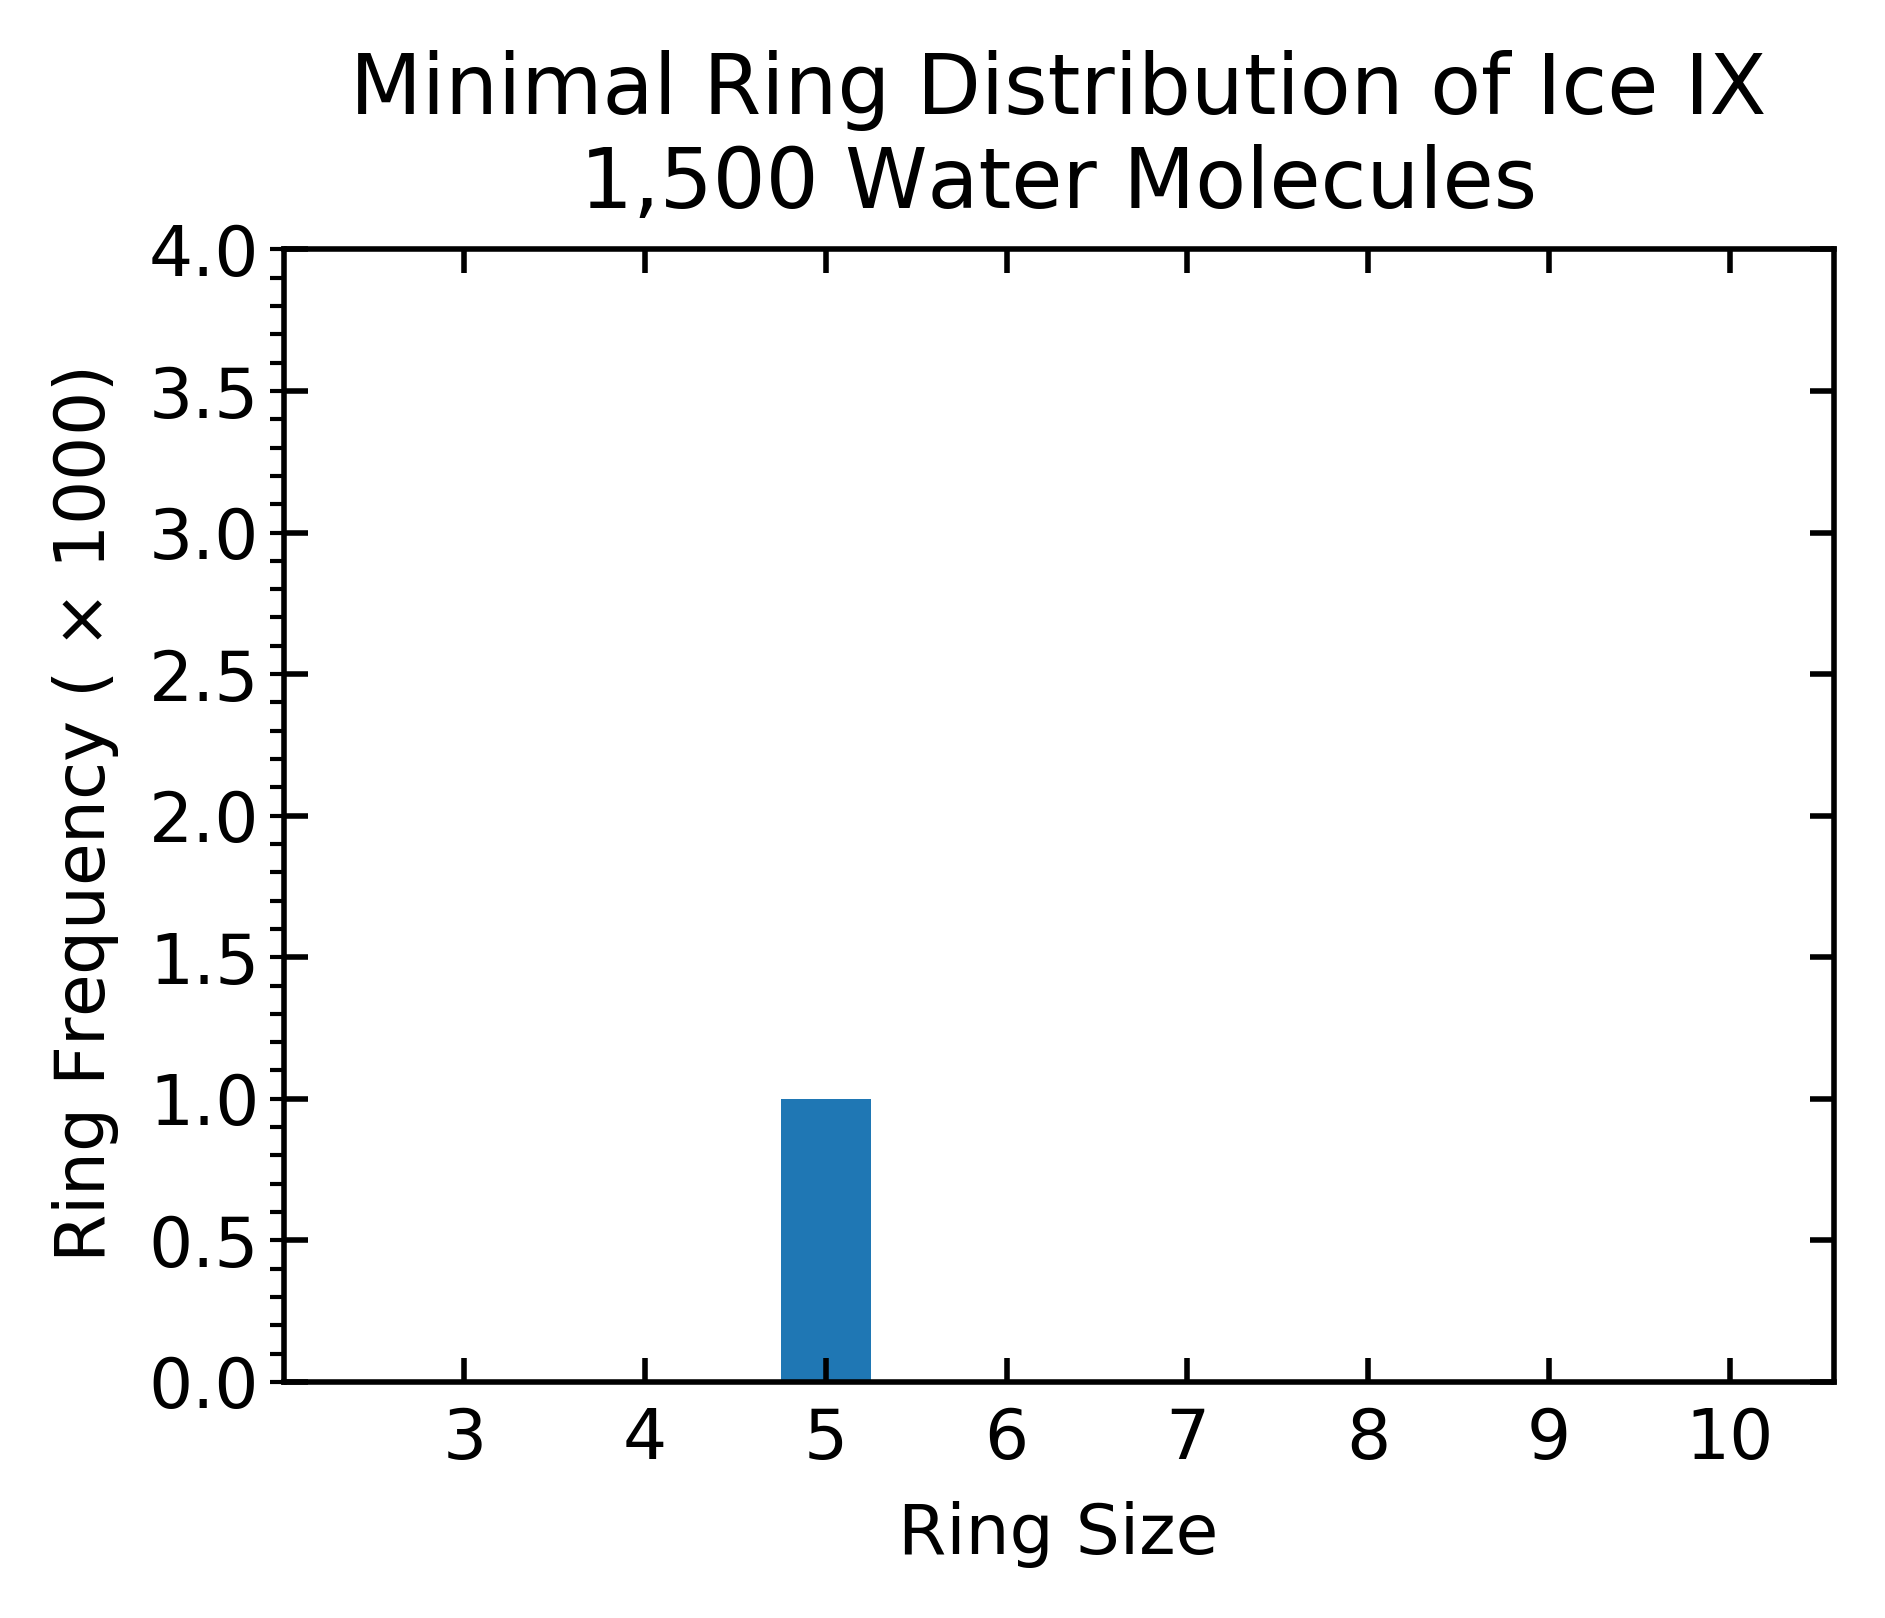 Minimal Ring Distribution of Ice IX
1,500 Water Molecules
4.0
3.5
3.0
2.5
2.0
1.5
1.0
0.5
0.0
Ring Frequency ( × 1000)
3 4 5 6 7 8 9 10
Ring Size